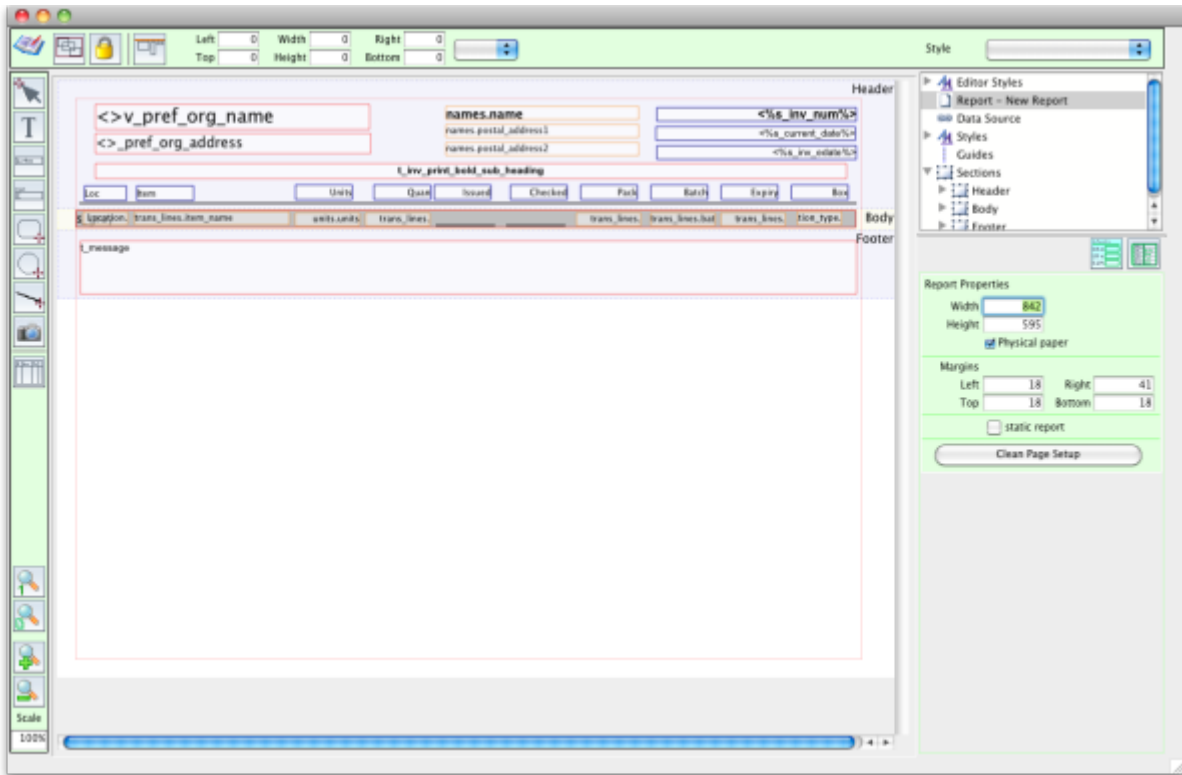 Left 0 Width 0 Right 0
Top 0 Height 0 Bottom 0
Style
Header
<>v_pref_org_name
<>_pref_org_address
names.name
names.postal_address1
names.postal_address2
<%s_inv_num%>
<%s_current_date%>
t_inv_print_bold_sub_heading
Loc Item Units Quan Issued Checked Pack Batch Expiry Box
trans_lines.item_name units.units trans_lines. trans_lines. trans_lines.bat trans_lines. tion_type. Body
Footer
t_message
Scale
100%
Editor Styles
Report - New Report
Data Source
Styles
Guides
Sections
Header
Body
Footer
Report Properties
Width 842
Height 595
Physical paper
Margins
Left 18 Right 41
Top 18 Bottom 18
static report
Clean Page Setup